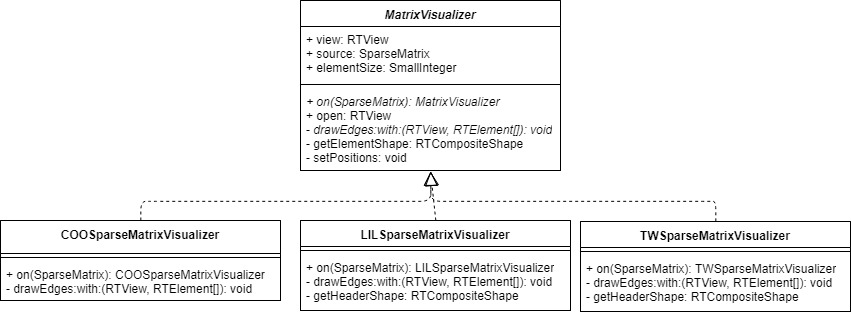 MatrixVisualizer
+ view: RTView
+ source: SparseMatrix
+ elementSize: SmallInteger
+ on(SparseMatrix): MatrixVisualizer
+ open: RTView
- drawEdges:with:(RTView, RTElement[]): void
- getElementShape: RTCompositeShape
- setPositions: void
COOSparseMatrixVisualizer
+ on(SparseMatrix): COOSparseMatrixVisualizer
- drawEdges:with:(RTView, RTElement[]): void
LILSparseMatrixVisualizer
+ on(SparseMatrix): LILSparseMatrixVisualizer
- drawEdges:with:(RTView, RTElement[]): void
- getHeaderShape: RTCompositeShape
TWSparseMatrixVisualizer
+ on(SparseMatrix): TWSparseMatrixVisualizer
- drawEdges:with:(RTView, RTElement[]): void
- getHeaderShape: RTCompositeShape